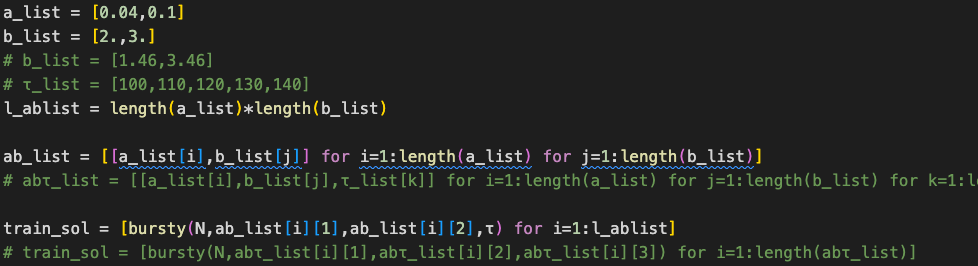 a_list = [0.04,0.1]
b_list = [2.,3.]
# b_list = [1.46,3.46]
# τ_list = [100,110,120,130,140]
l_ablist = length(a_list)*length(b_list)
ab_list = [[a_list[i],b_list[j]] for i=1:length(a_list) for j=1:length(b_list)]
# abτ_list = [[a_list[i],b_list[j],τ_list[k]] for i=1:length(a_list) for j=1:length(b_list) for k=1:l
train_sol = [bursty(N,ab_list[i][1],ab_list[i][2],τ) for i=1:l_ablist]
# train_sol = [bursty(N,abτ_list[i][1],abτ_list[i][2],abτ_list[i][3]) for i=1:length(abτ_list)]